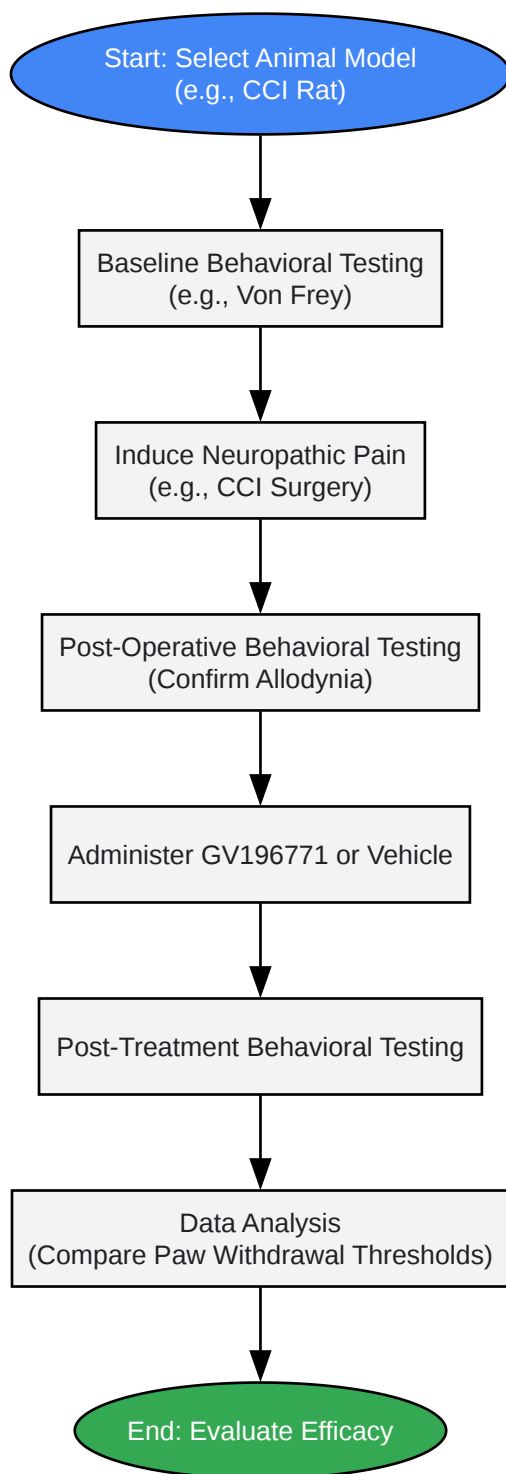 Start: Select Animal Model
(e.g., CCI Rat)
Baseline Behavioral Testing
(e.g., Von Frey)
Induce Neuropathic Pain
(e.g., CCI Surgery)
Post-Operative Behavioral Testing
(Confirm Allodynia)
Administer GV196771 or Vehicle
Post-Treatment Behavioral Testing
Data Analysis
(Compare Paw Withdrawal Thresholds)
End: Evaluate Efficacy